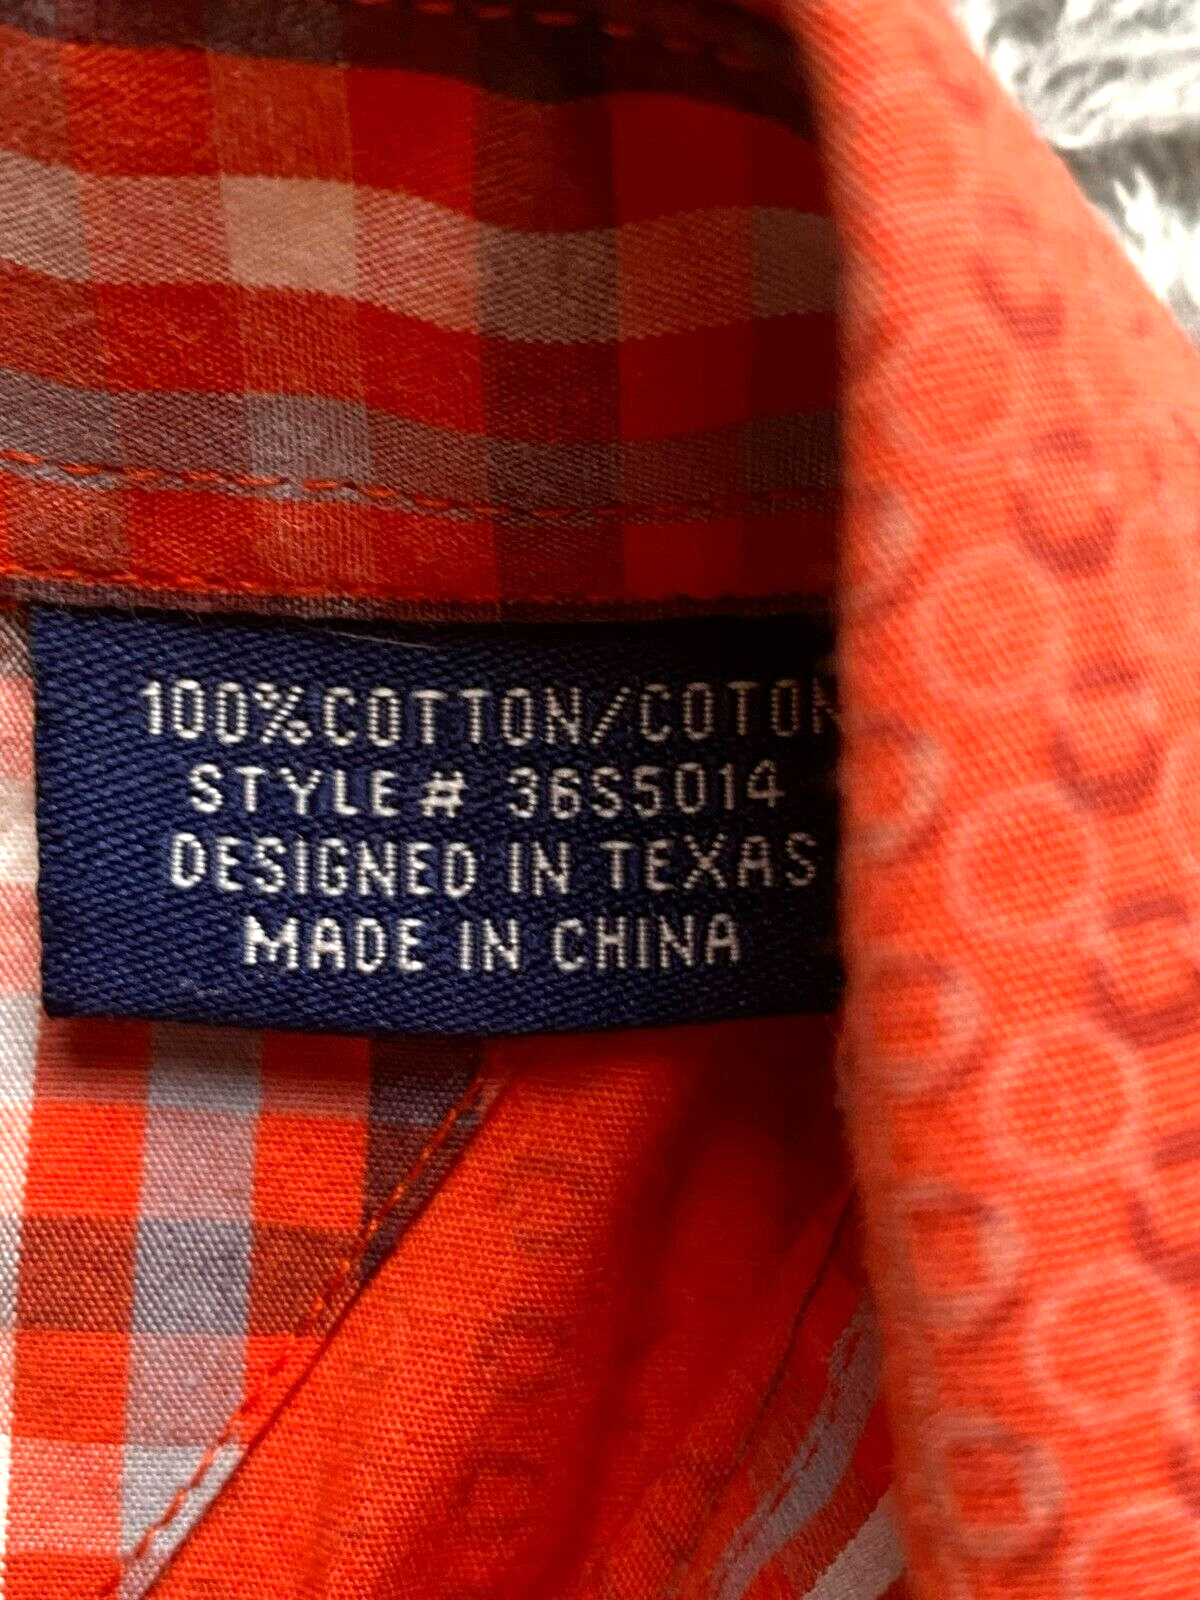 100% COTTON/COTON
STYLE# 36S5014
DESIGNED IN TEXAS
MADE IN CHINA